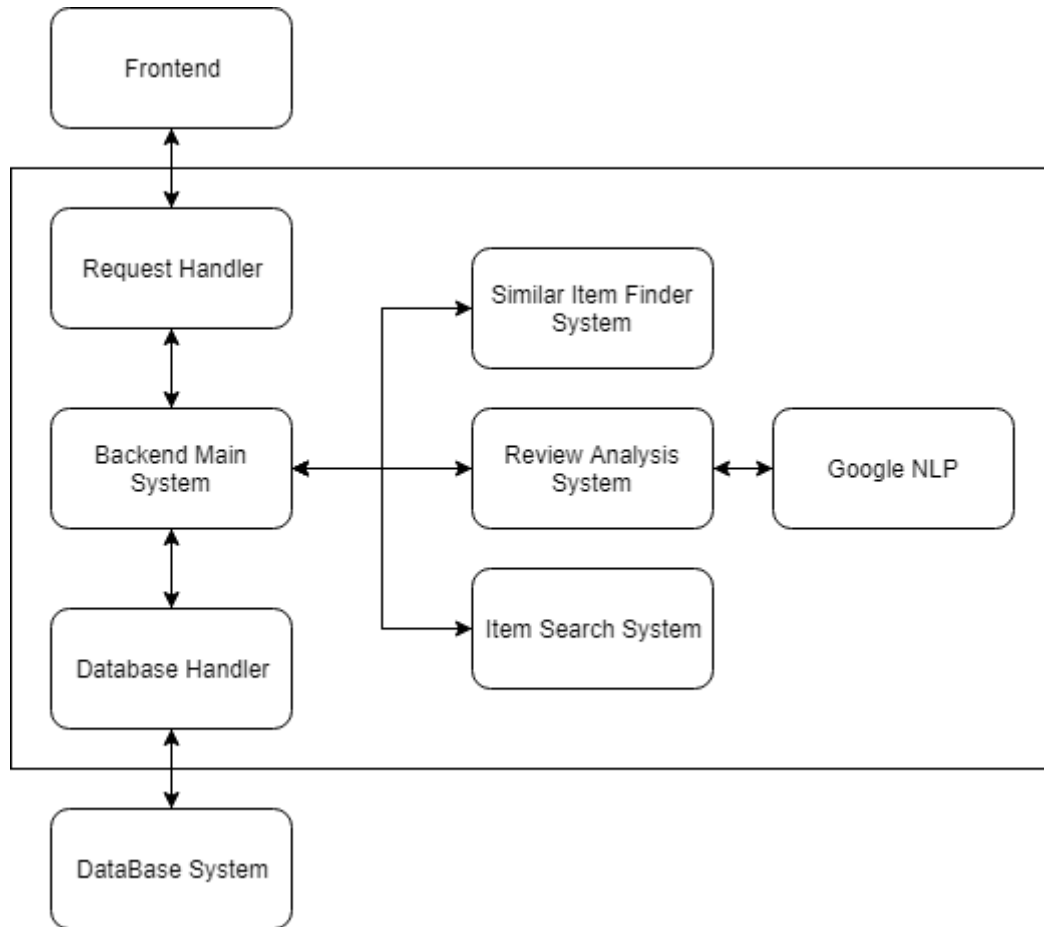 Frontend
Request Handler
Similar Item Finder
System
Backend Main
System
Review Analysis
System
Google NLP
Item Search System
Database Handler
DataBase System